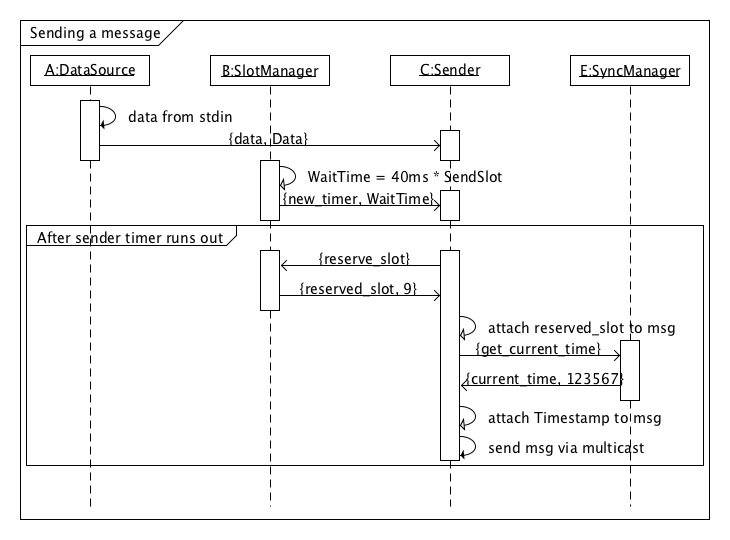 Sending a message
A:DataSource
B:SlotManager
C:Sender
E:SyncManager
data from stdin
{data, Data}
WaitTime = 40ms * SendSlot
{new_timer, WaitTime}
After sender timer runs out
{reserve_slot}
{reserved_slot, 9}
attach reserved_slot to msg
{get_current_time}
{current_time, 123567}
attach Timestamp to msg
send msg via multicast